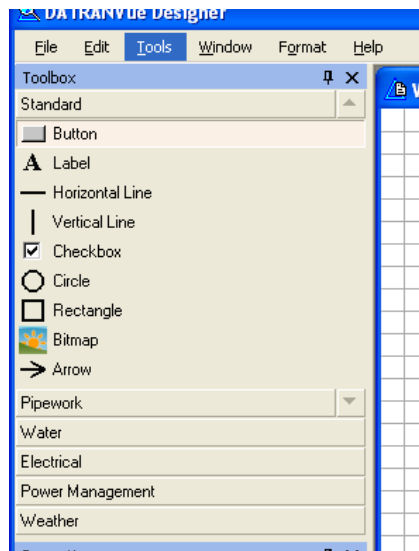 DATRANVue Designer
File Edit Tools Window Format Help
Toolbox
Standard
Button
A Label
Horizontal Line
Vertical Line
Checkbox
Circle
Rectangle
Bitmap
Arrow
Pipework
Water
Electrical
Power Management
Weather